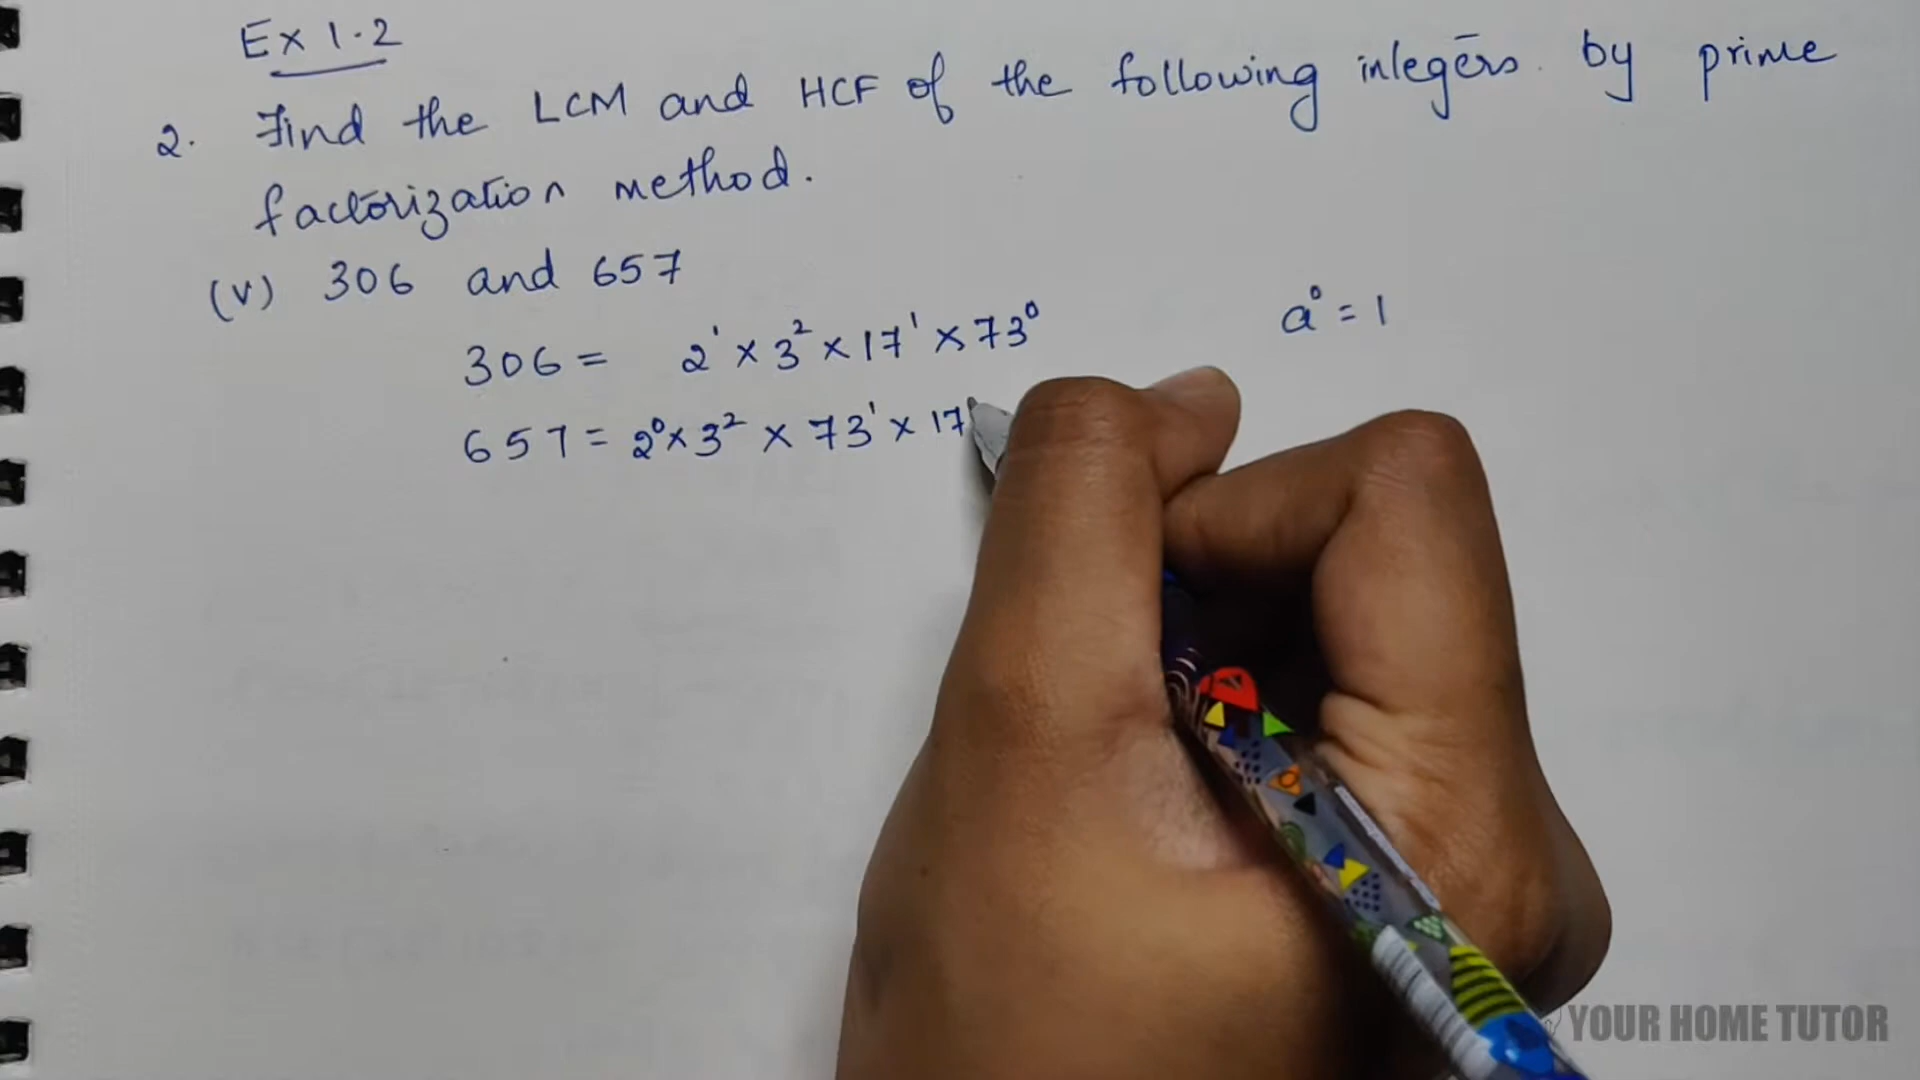 Ex 1.2
2. Find the LCM and HCF of the following integers by prime
factorization method.
(v) 306 and 657
306 = 2¹ × 3² × 17¹ × 73⁰ a⁰ = 1
657 = 2⁰ × 3² × 73¹ × 17
YOUR HOME TUTOR